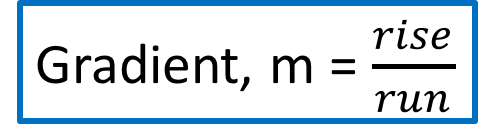 Gradient, m = rise/run